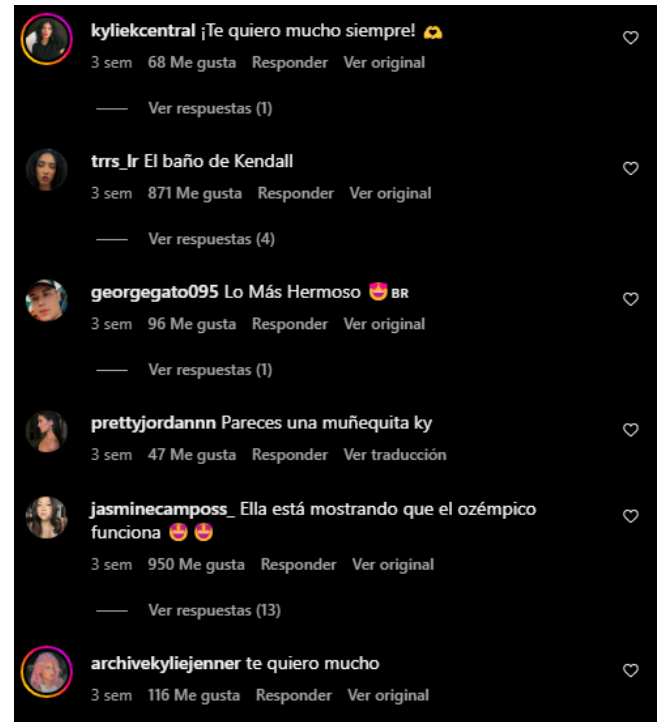 kyliekcentral ¡Te quiero mucho siempre! 🫶
3 sem 68 Me gusta Responder Ver original
Ver respuestas (1)
trrs_lr El baño de Kendall
3 sem 871 Me gusta Responder Ver original
Ver respuestas (4)
georgegato095 Lo Más Hermoso 🤩 BR
3 sem 96 Me gusta Responder Ver original
Ver respuestas (1)
prettyjordannn Pareces una muñequita ky
3 sem 47 Me gusta Responder Ver traducción
jasminecamposs_ Ella está mostrando que el ozémpico
funciona 🤩 🤩
3 sem 950 Me gusta Responder Ver original
Ver respuestas (13)
archivekyliejenner te quiero mucho
3 sem 116 Me gusta Responder Ver original